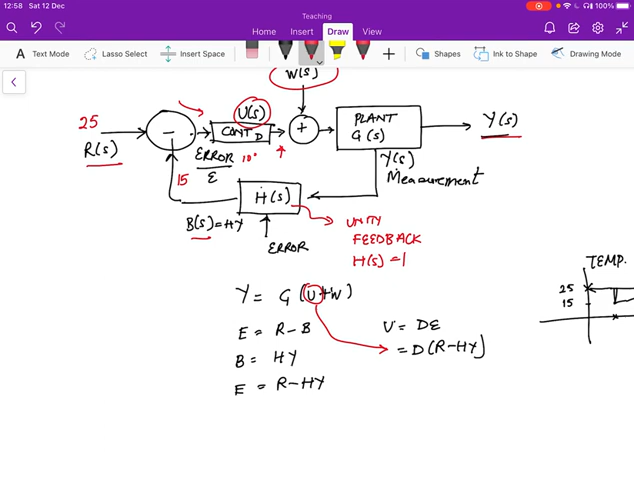 12:58 Sat 12 Dec
100%
Teaching
Home Insert Draw View
Text Mode
Lasso Select
Insert Space
Shapes
Ink to Shape
Drawing Mode
W(s)
U(s)
25
R(s)
−
CONT D
+
PLANT
G(s)
Y(s)
ERROR
E
10°
15
Y(s)
Measurement
H(s)
B(s)=HY
ERROR
UNITY
FEEDBACK
H(s)=1
TEMP.
25
15
Y = G(U+W)
E = R-B
B = HY
E = R-HY
U = DE
= D(R-HY)